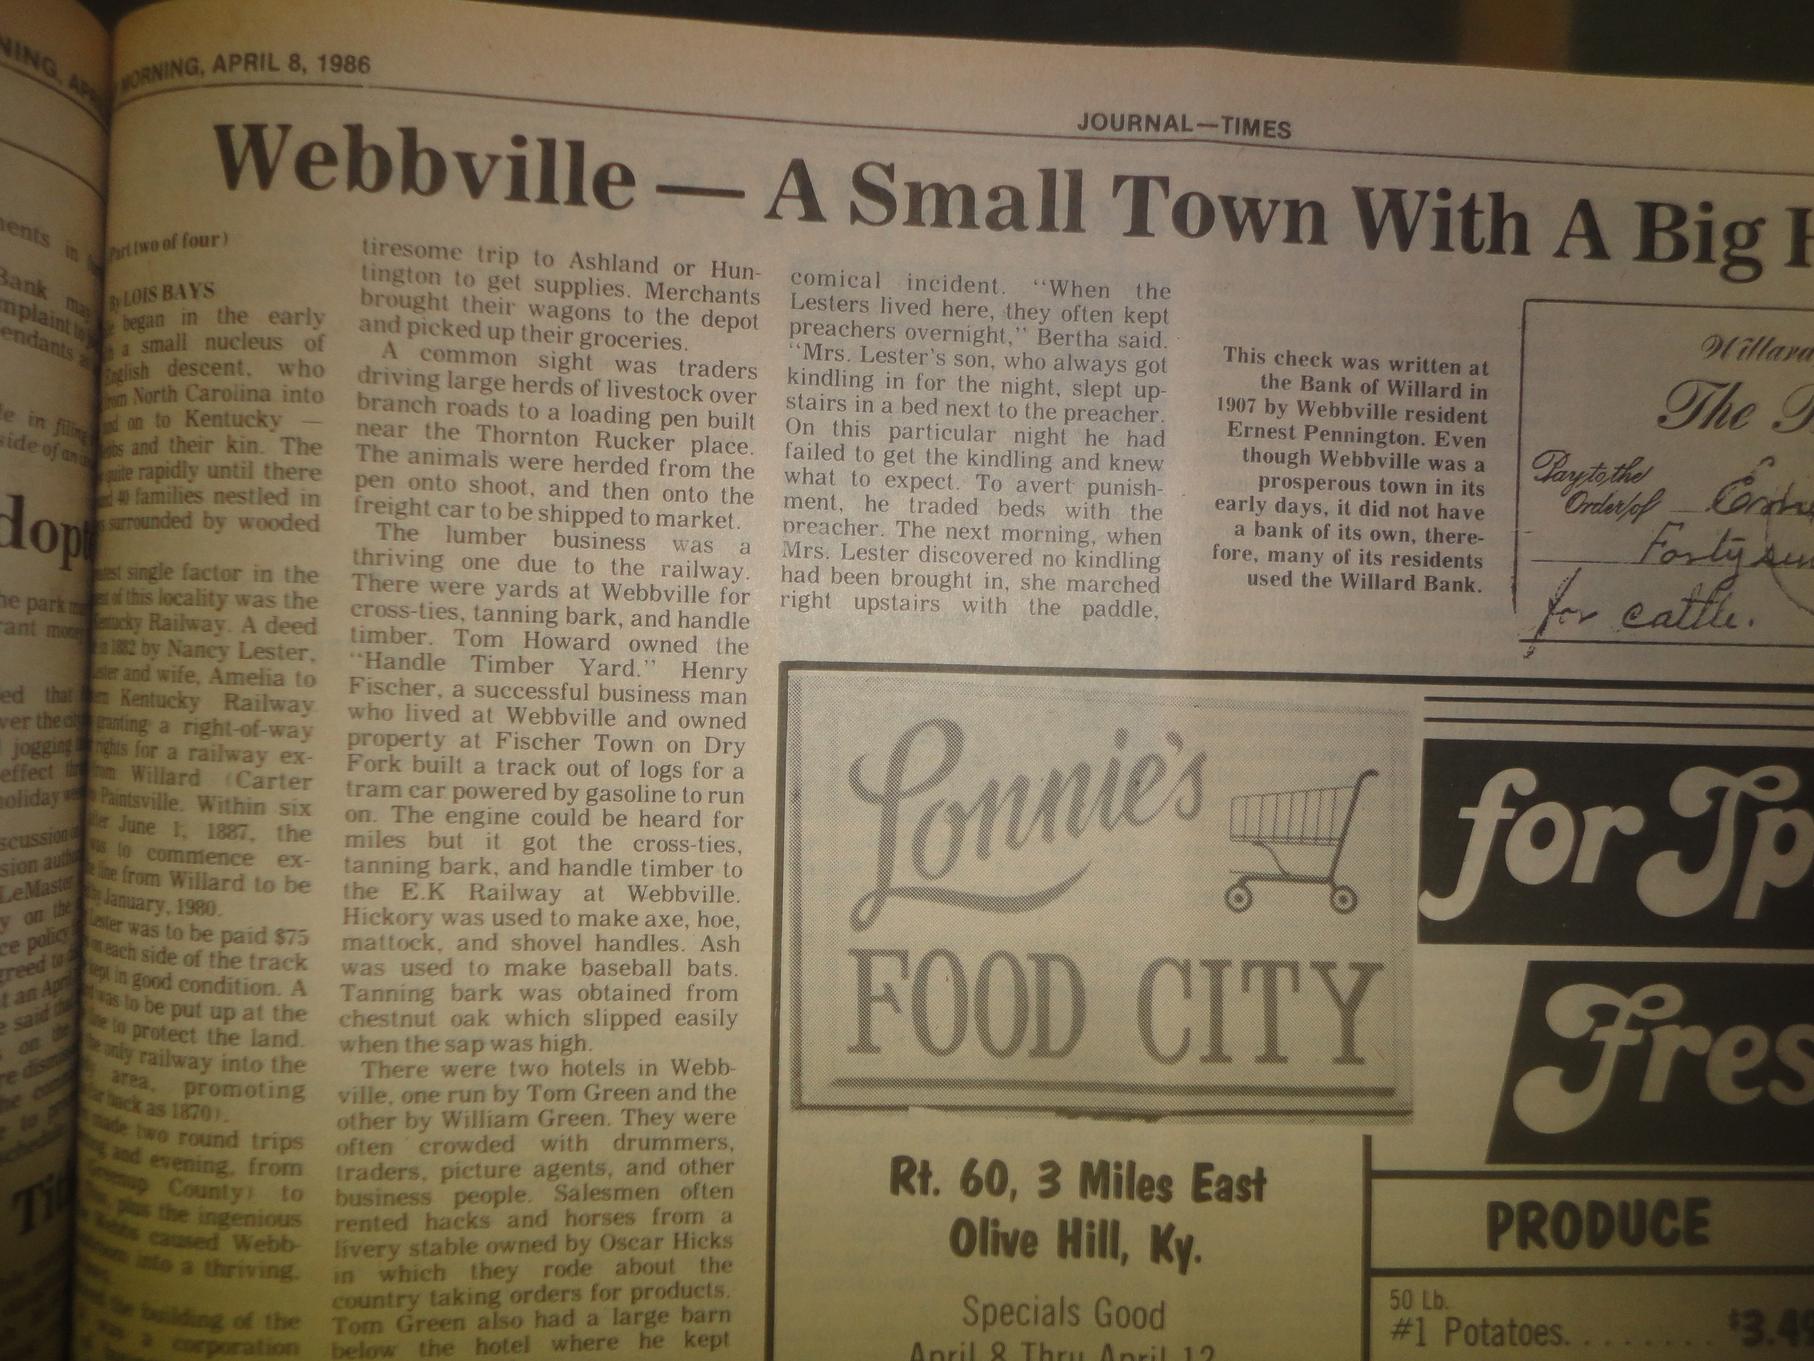 MORNING, APRIL 8, 1986
JOURNAL—TIMES
Webbville — A Small Town With A Big
Part two of four)
By LOIS BAYS
began in the early
a small nucleus of
English descent, who
from North Carolina into
and on to Kentucky —
and their kin. The
quite rapidly until there
40 families nestled in
surrounded by wooded
single factor in the
of this locality was the
Kentucky Railway. A deed
in 1882 by Nancy Lester,
and wife, Amelia to
Kentucky Railway
granting a right-of-way
rights for a railway ex-
from Willard (Carter
Paintsville. Within six
June 1, 1887, the
was to commence ex-
line from Willard to be
by January, 1980.
Lester was to be paid $75
on each side of the track
kept in good condition. A
was to be put up at the
to protect the land.
only railway into the
area, promoting
back as 1870).
made two round trips
and evening, from
County) to
plus the ingenious
caused Webb-
into a thriving,
the building of the
was a corporation
tiresome trip to Ashland or Hun-
tington to get supplies. Merchants
brought their wagons to the depot
and picked up their groceries.
A common sight was traders
driving large herds of livestock over
branch roads to a loading pen built
near the Thornton Rucker place.
The animals were herded from the
pen onto shoot, and then onto the
freight car to be shipped to market.
The lumber business was a
thriving one due to the railway.
There were yards at Webbville for
cross-ties, tanning bark, and handle
timber. Tom Howard owned the
"Handle Timber Yard." Henry
Fischer, a successful business man
who lived at Webbville and owned
property at Fischer Town on Dry
Fork built a track out of logs for a
tram car powered by gasoline to run
on. The engine could be heard for
miles but it got the cross-ties,
tanning bark, and handle timber to
the E.K Railway at Webbville.
Hickory was used to make axe, hoe,
mattock, and shovel handles. Ash
was used to make baseball bats.
Tanning bark was obtained from
chestnut oak which slipped easily
when the sap was high.
There were two hotels in Webb-
ville, one run by Tom Green and the
other by William Green. They were
often crowded with drummers,
traders, picture agents, and other
business people. Salesmen often
rented hacks and horses from a
livery stable owned by Oscar Hicks
in which they rode about the
country taking orders for products.
Tom Green also had a large barn
below the hotel where he kept
comical incident. "When the
Lesters lived here, they often kept
preachers overnight," Bertha said.
"Mrs. Lester's son, who always got
kindling in for the night, slept up-
stairs in a bed next to the preacher.
On this particular night he had
failed to get the kindling and knew
what to expect. To avert punish-
ment, he traded beds with the
preacher. The next morning, when
Mrs. Lester discovered no kindling
had been brought in, she marched
right upstairs with the paddle,
This check was written at
the Bank of Willard in
1907 by Webbville resident
Ernest Pennington. Even
though Webbville was a
prosperous town in its
early days, it did not have
a bank of its own, there-
fore, many of its residents
used the Willard Bank.
Willard
The
Pay to the
Order of
Forty
for cattle.
Lonnie's
FOOD CITY
Rt. 60, 3 Miles East
Olive Hill, Ky.
Specials Good
April 8 Thru April 12
for
PRODUCE
50 Lb.
#1 Potatoes. . . . . . . . $3.49